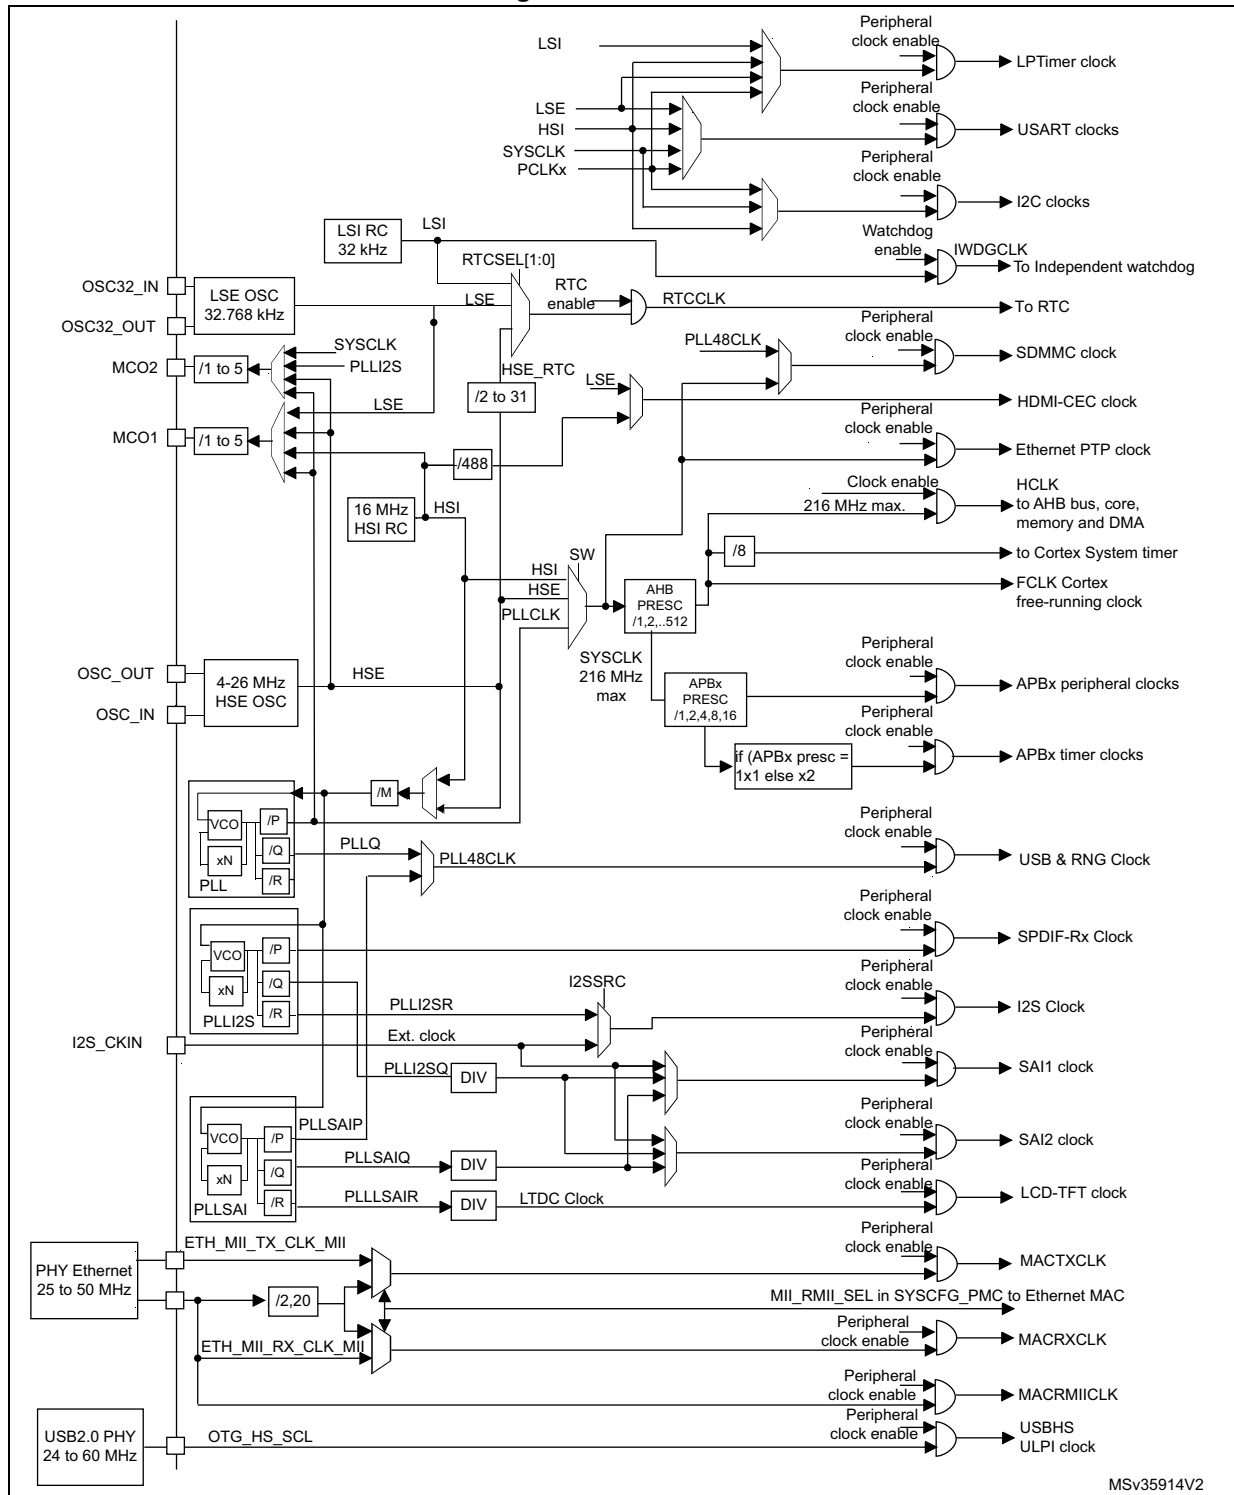 Peripheral
clock enable
LSI
LPTimer clock
Peripheral
clock enable
LSE
HSI
USART clocks
SYSCLK
PCLKx
Peripheral
clock enable
I2C clocks
LSI RC
32 kHz
LSI
Watchdog
enable
IWDGCLK
To Independent watchdog
RTCSEL[1:0]
OSC32_IN
OSC32_OUT
LSE OSC
32.768 kHz
LSE
RTC
enable
RTCCLK
To RTC
Peripheral
clock enable
PLL48CLK
SDMMC clock
MCO2
/1 to 5
SYSCLK
PLLI2S
HSE_RTC
/2 to 31
LSE
LSE
HDMI-CEC clock
MCO1
/1 to 5
/488
Peripheral
clock enable
Ethernet PTP clock
16 MHz
HSI RC
HSI
Clock enable
216 MHz max.
HCLK
to AHB bus, core,
memory and DMA
/8
to Cortex System timer
SW
HSI
HSE
PLLCLK
AHB
PRESC
/1,2,..512
FCLK Cortex
free-running clock
SYSCLK
216 MHz
max
OSC_OUT
OSC_IN
4-26 MHz
HSE OSC
HSE
APBx
PRESC
/1,2,4,8,16
Peripheral
clock enable
APBx peripheral clocks
if (APBx presc =
1x1 else x2
Peripheral
clock enable
APBx timer clocks
/M
VCO
xN
/P
/Q
/R
PLL
PLLQ
PLL48CLK
Peripheral
clock enable
USB & RNG Clock
VCO
xN
/P
/Q
/R
PLLI2S
Peripheral
clock enable
SPDIF-Rx Clock
I2SSRC
PLLI2SR
Peripheral
clock enable
I2S Clock
I2S_CKIN
Ext. clock
PLLI2SQ
DIV
Peripheral
clock enable
SAI1 clock
VCO
xN
/P
/Q
/R
PLLSAI
PLLSAIP
PLLSAIQ
DIV
Peripheral
clock enable
SAI2 clock
PLLLSAIR
DIV
LTDC Clock
Peripheral
clock enable
LCD-TFT clock
PHY Ethernet
25 to 50 MHz
ETH_MII_TX_CLK_MII
Peripheral
clock enable
MACTXCLK
/2,20
MII_RMII_SEL in SYSCFG_PMC to Ethernet MAC
ETH_MII_RX_CLK_MII
Peripheral
clock enable
MACRXCLK
Peripheral
clock enable
MACRMIICLK
USB2.0 PHY
24 to 60 MHz
OTG_HS_SCL
Peripheral
clock enable
USBHS
ULPI clock
MSv35914V2